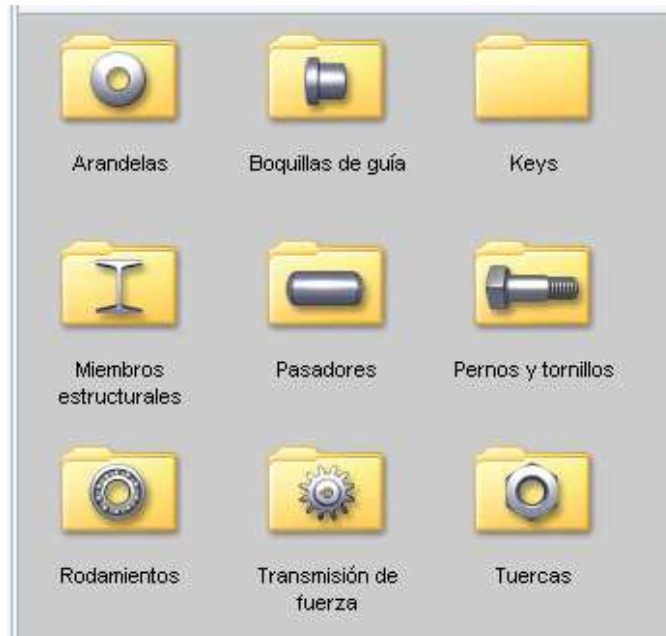 Arandelas
Boquillas de guía
Keys
Miembros
estructurales
Pasadores
Pernos y tornillos
Rodamientos
Transmisión de
fuerza
Tuercas